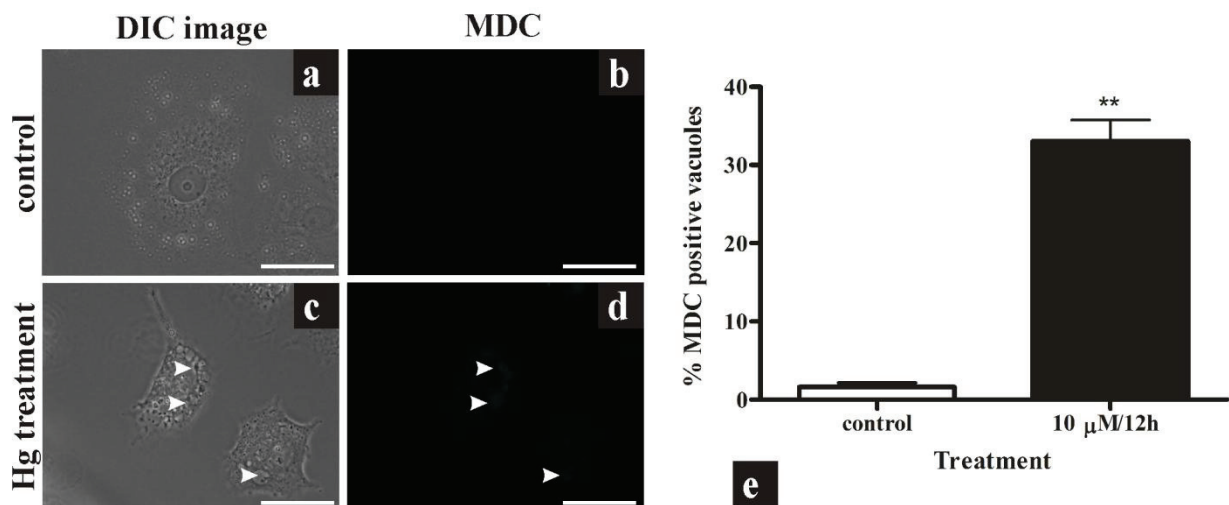 DIC image
MDC
control
a
b
Hg treatment
c
d
% MDC positive vacuoles
40
30
20
10
0
**
control
10 μM/12h
Treatment
e